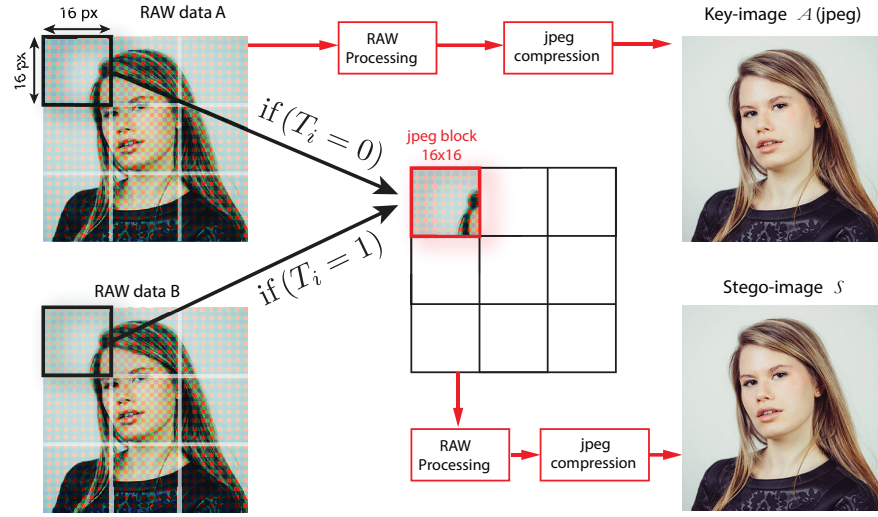 16 px
RAW data A
16 px
RAW
Processing
jpeg
compression
Key-image A (jpeg)
if (T_i = 0)
jpeg block
16x16
if (T_i = 1)
RAW data B
Stego-image S
RAW
Processing
jpeg
compression